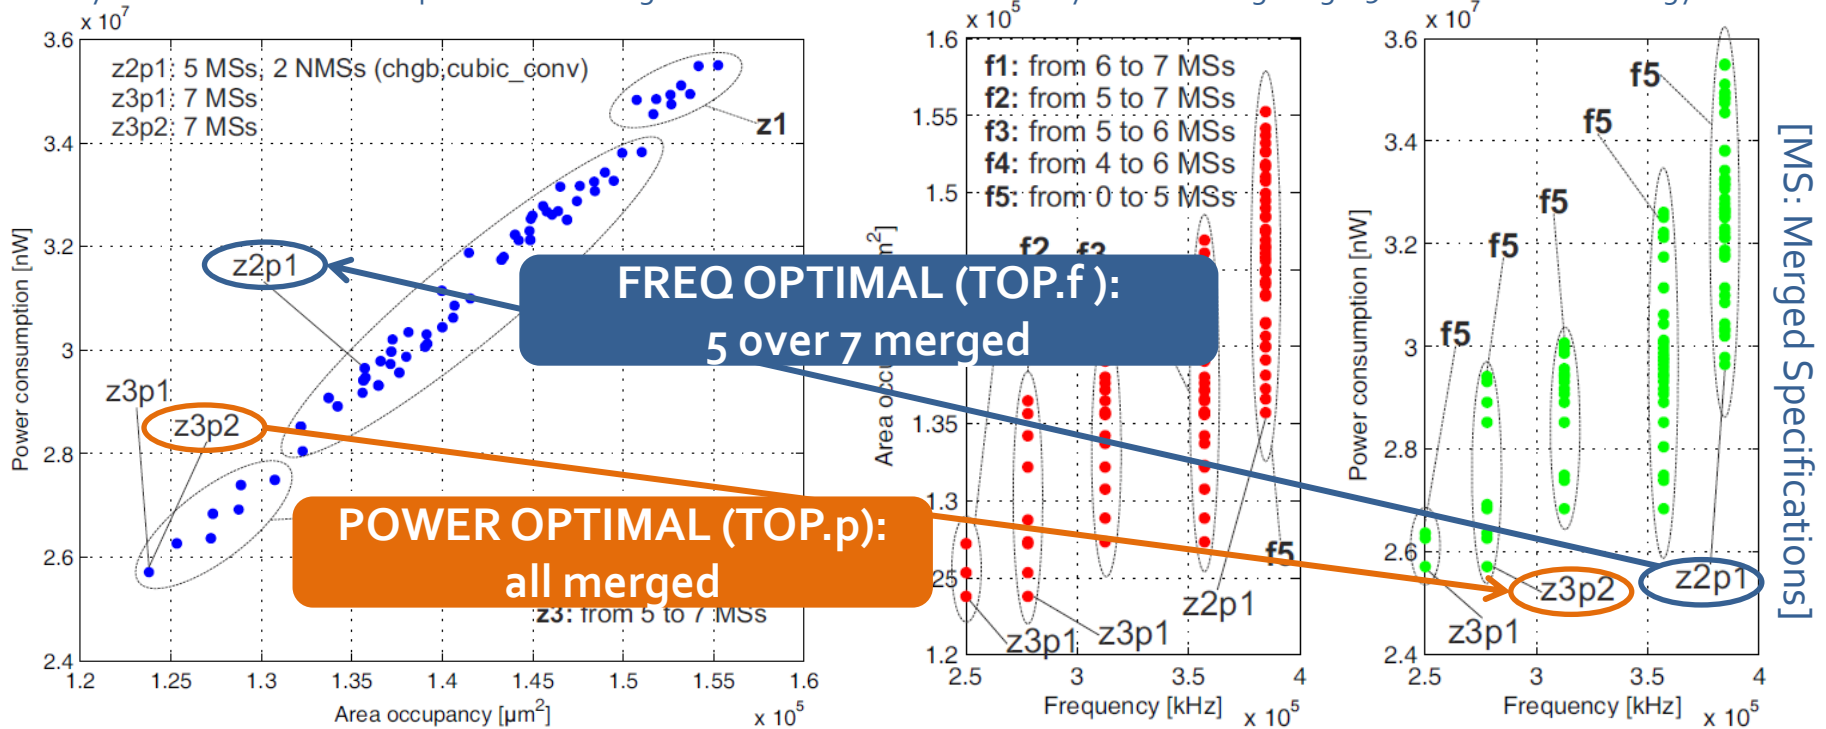 x 10^7
3.6
3.4
3.2
3
2.8
2.6
2.4
Power consumption [nW]
z2p1: 5 MSs, 2 NMSs (chgb,cubic_conv)
z3p1: 7 MSs
z3p2: 7 MSs
z1
z2p1
z3p1
z3p2
z3: from 5 to 7 MSs
1.2 1.25 1.3 1.35 1.4 1.45 1.5 1.55 1.6
Area occupancy [µm²]
x 10^5
FREQ OPTIMAL (TOP.f ):
5 over 7 merged
POWER OPTIMAL (TOP.p):
all merged
x 10^5
1.6
1.55
1.5
1.35
1.3
25
1.2
f1: from 6 to 7 MSs
f2: from 5 to 7 MSs
f3: from 5 to 6 MSs
f4: from 4 to 6 MSs
f5: from 0 to 5 MSs
f2 f3
f5
z2p1
z3p1
z3p1
2.5 3 3.5 4
Frequency [kHz]
x 10^5
x 10^7
3.6
3.4
3.2
3
2.8
2.6
2.4
Power consumption [nW]
f5
f5
f5
f5
f5
z2p1
z3p2
z3p1
2.5 3 3.5 4
Frequency [kHz]
x 10^5
[MS: Merged Specifications]